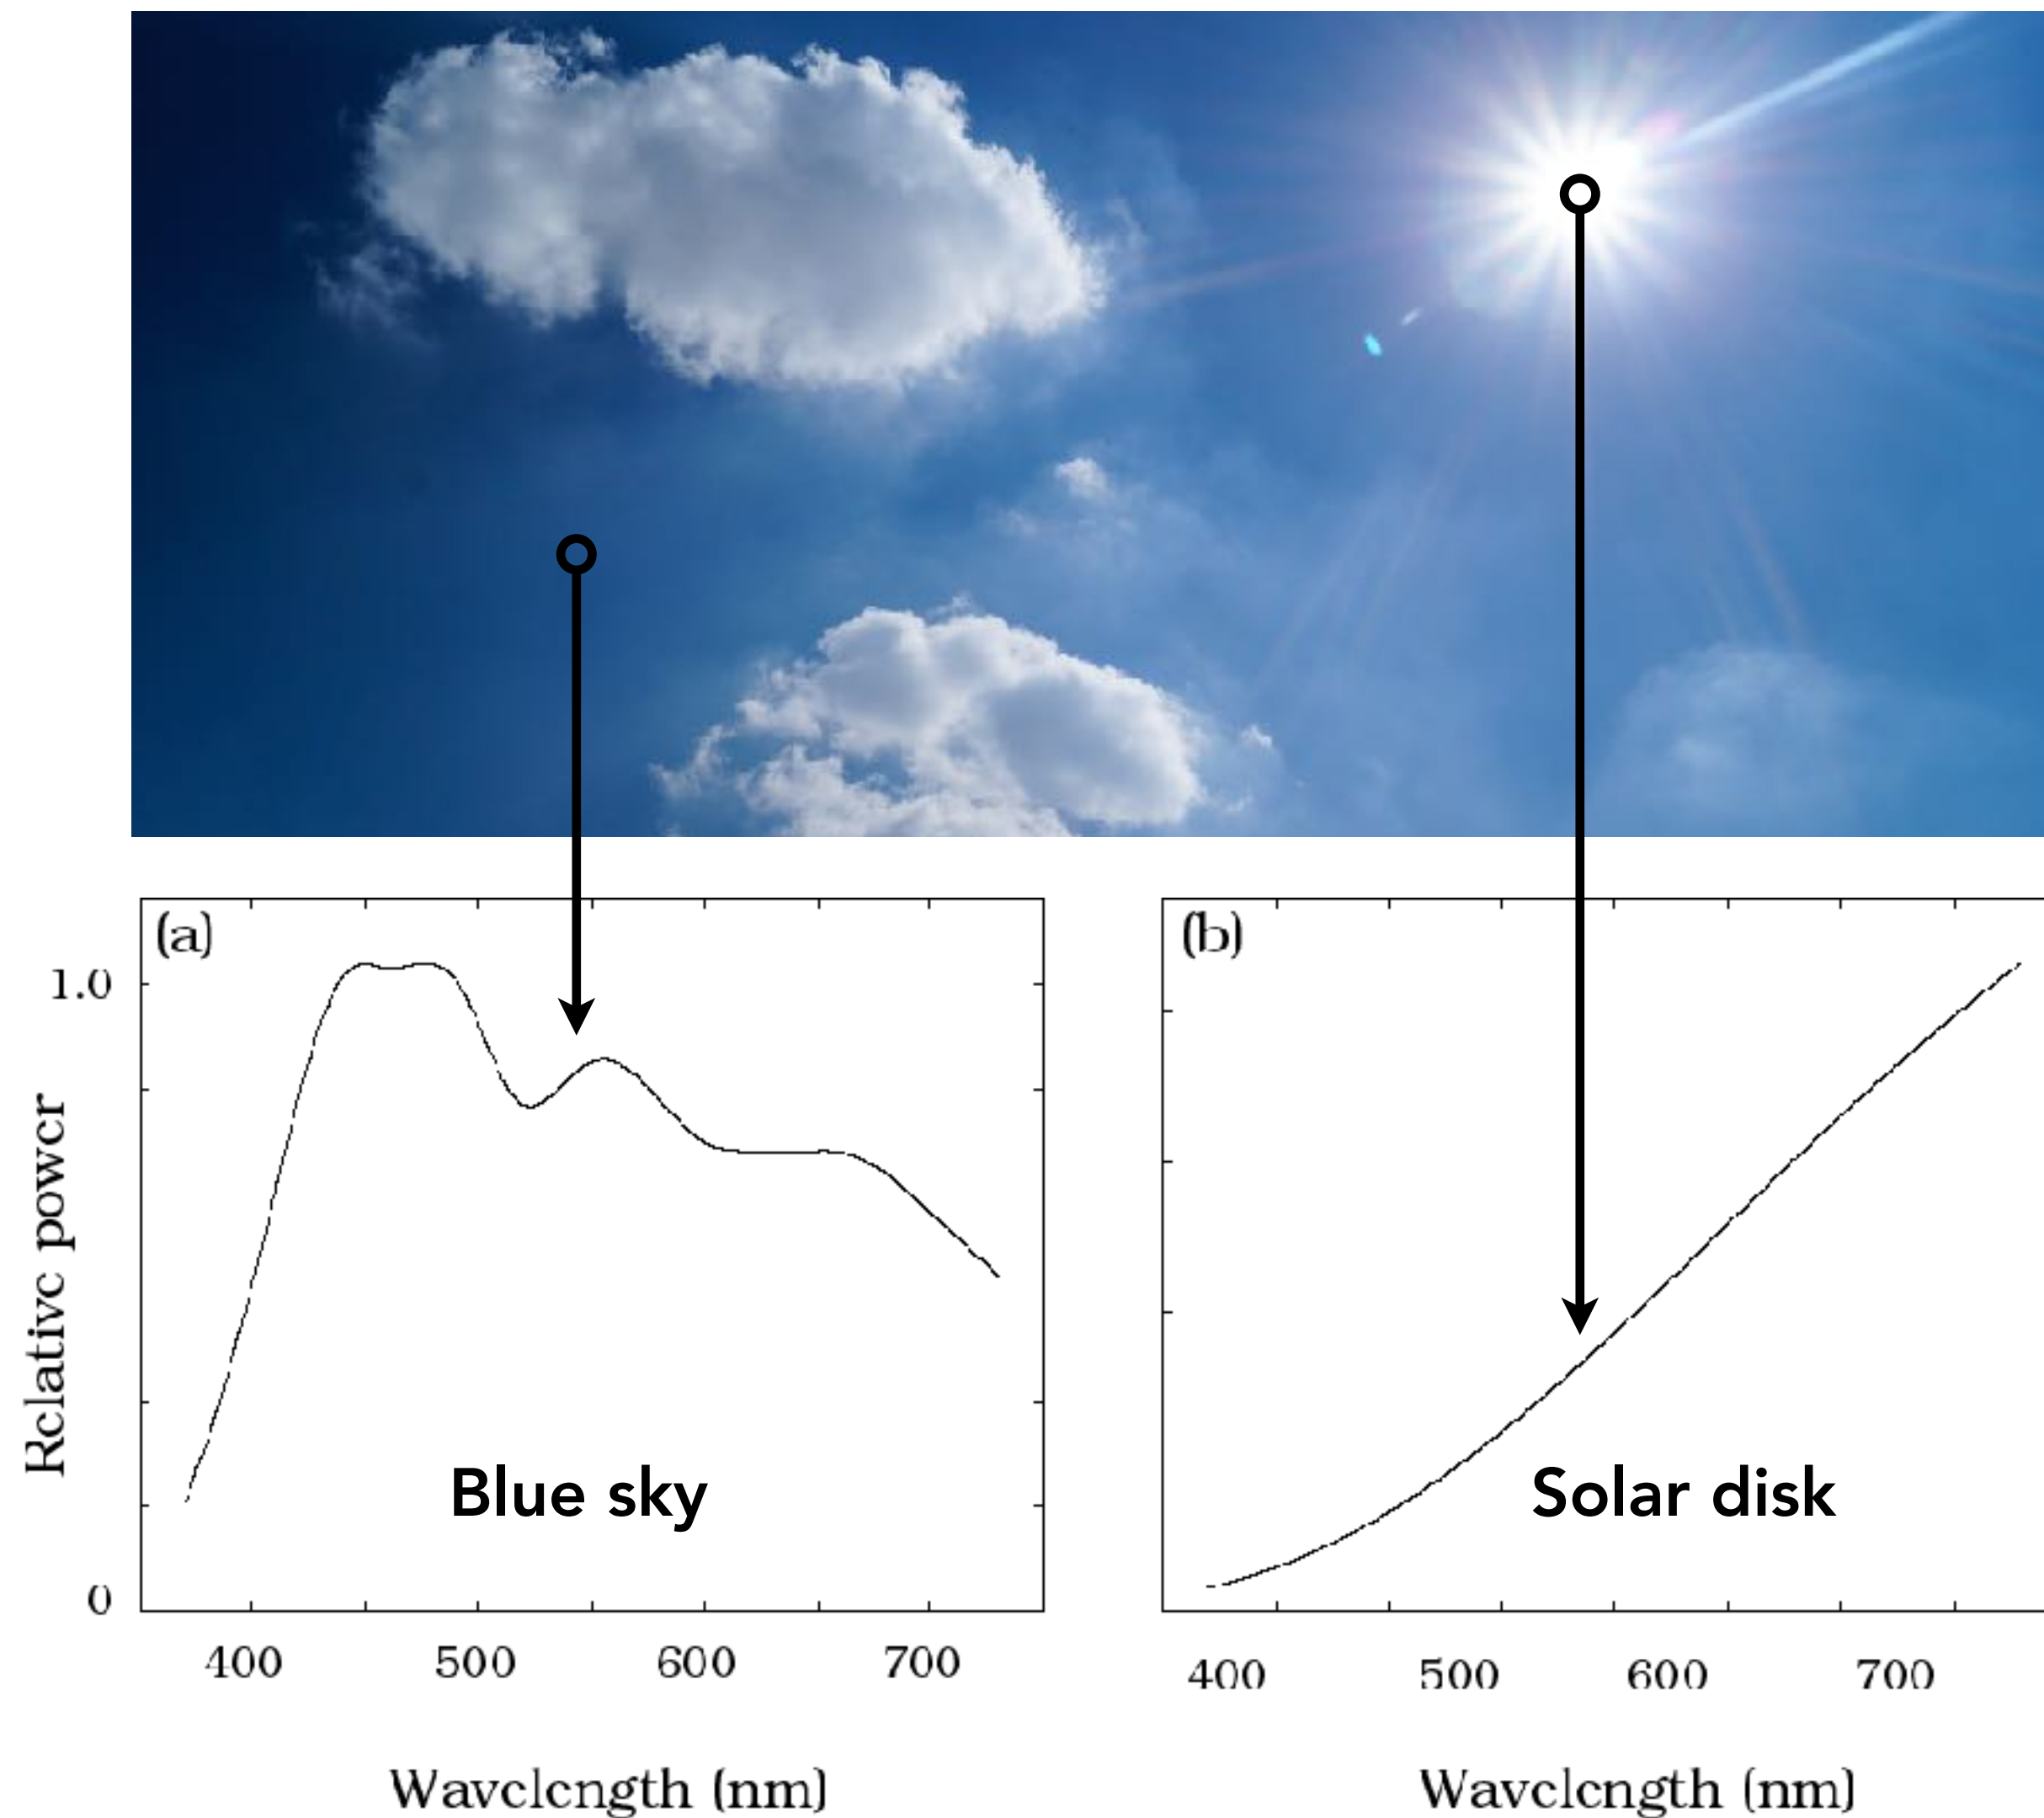 (a)
(b)
1.0
Relative power
Blue sky
Solar disk
0
400 500 600 700
400 500 600 700
Wavelength (nm)
Wavelength (nm)